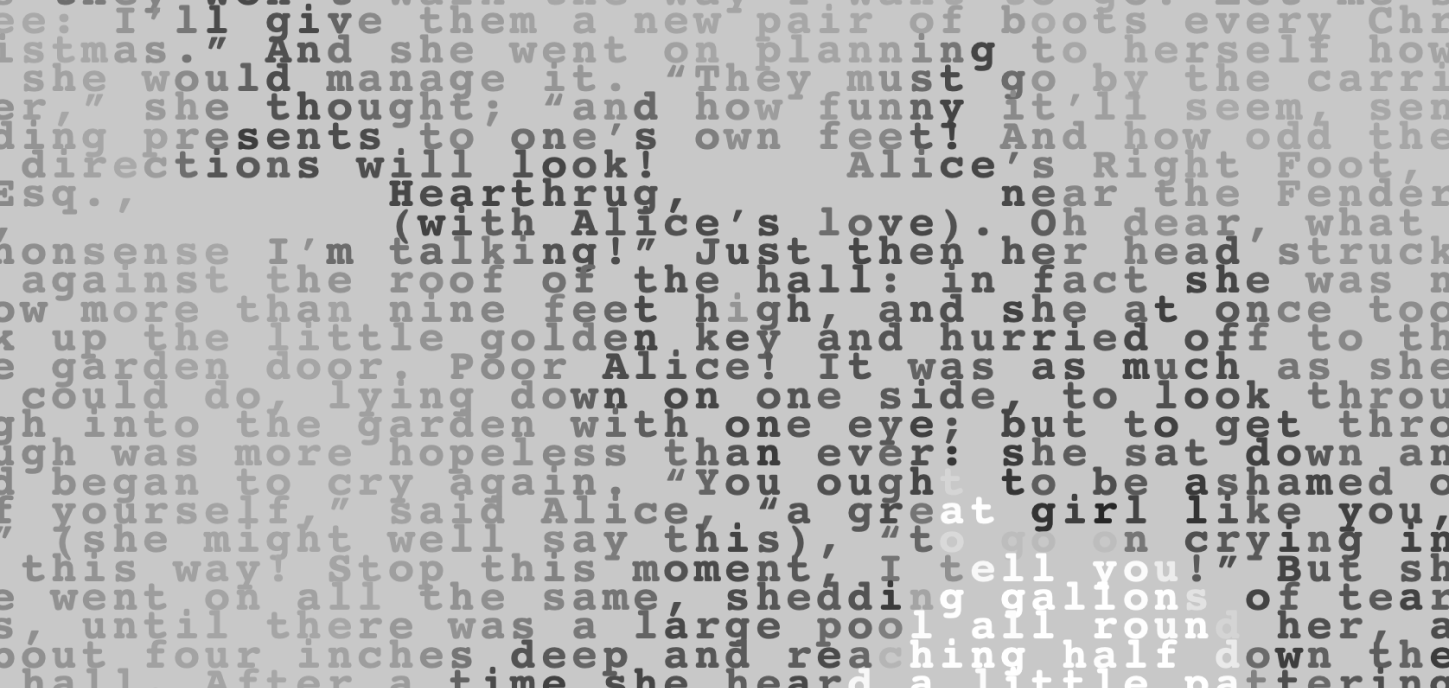 ee: I’ll give them a new pair of boots every Chr
istmas.” And she went on planning to herself how
she would manage it. “They must go by the carri
er,” she thought; “and how funny it’ll seem, sen
ding presents to one’s own feet! And how odd the
directions will look! Alice’s Right Foot,
Esq., Hearthrug, near the Fender
, (with Alice’s love). Oh dear, what
nonsense I’m talking!” Just then her head struck
against the roof of the hall: in fact she was n
ow more than nine feet high, and she at once too
k up the little golden key and hurried off to th
e garden door. Poor Alice! It was as much as she
could do, lying down on one side, to look throu
gh into the garden with one eye; but to get thro
ugh was more hopeless than ever: she sat down an
d began to cry again. “You ought to be ashamed o
f yourself,” said Alice, “a great girl like you,
” (she might well say this), “to go on crying in
this way! Stop this moment, I tell you!” But sh
e went on all the same, shedding gallons of tear
s, until there was a large pool all round her, a
bout four inches deep and reaching half down the
hall. After a time she heard a little pattering